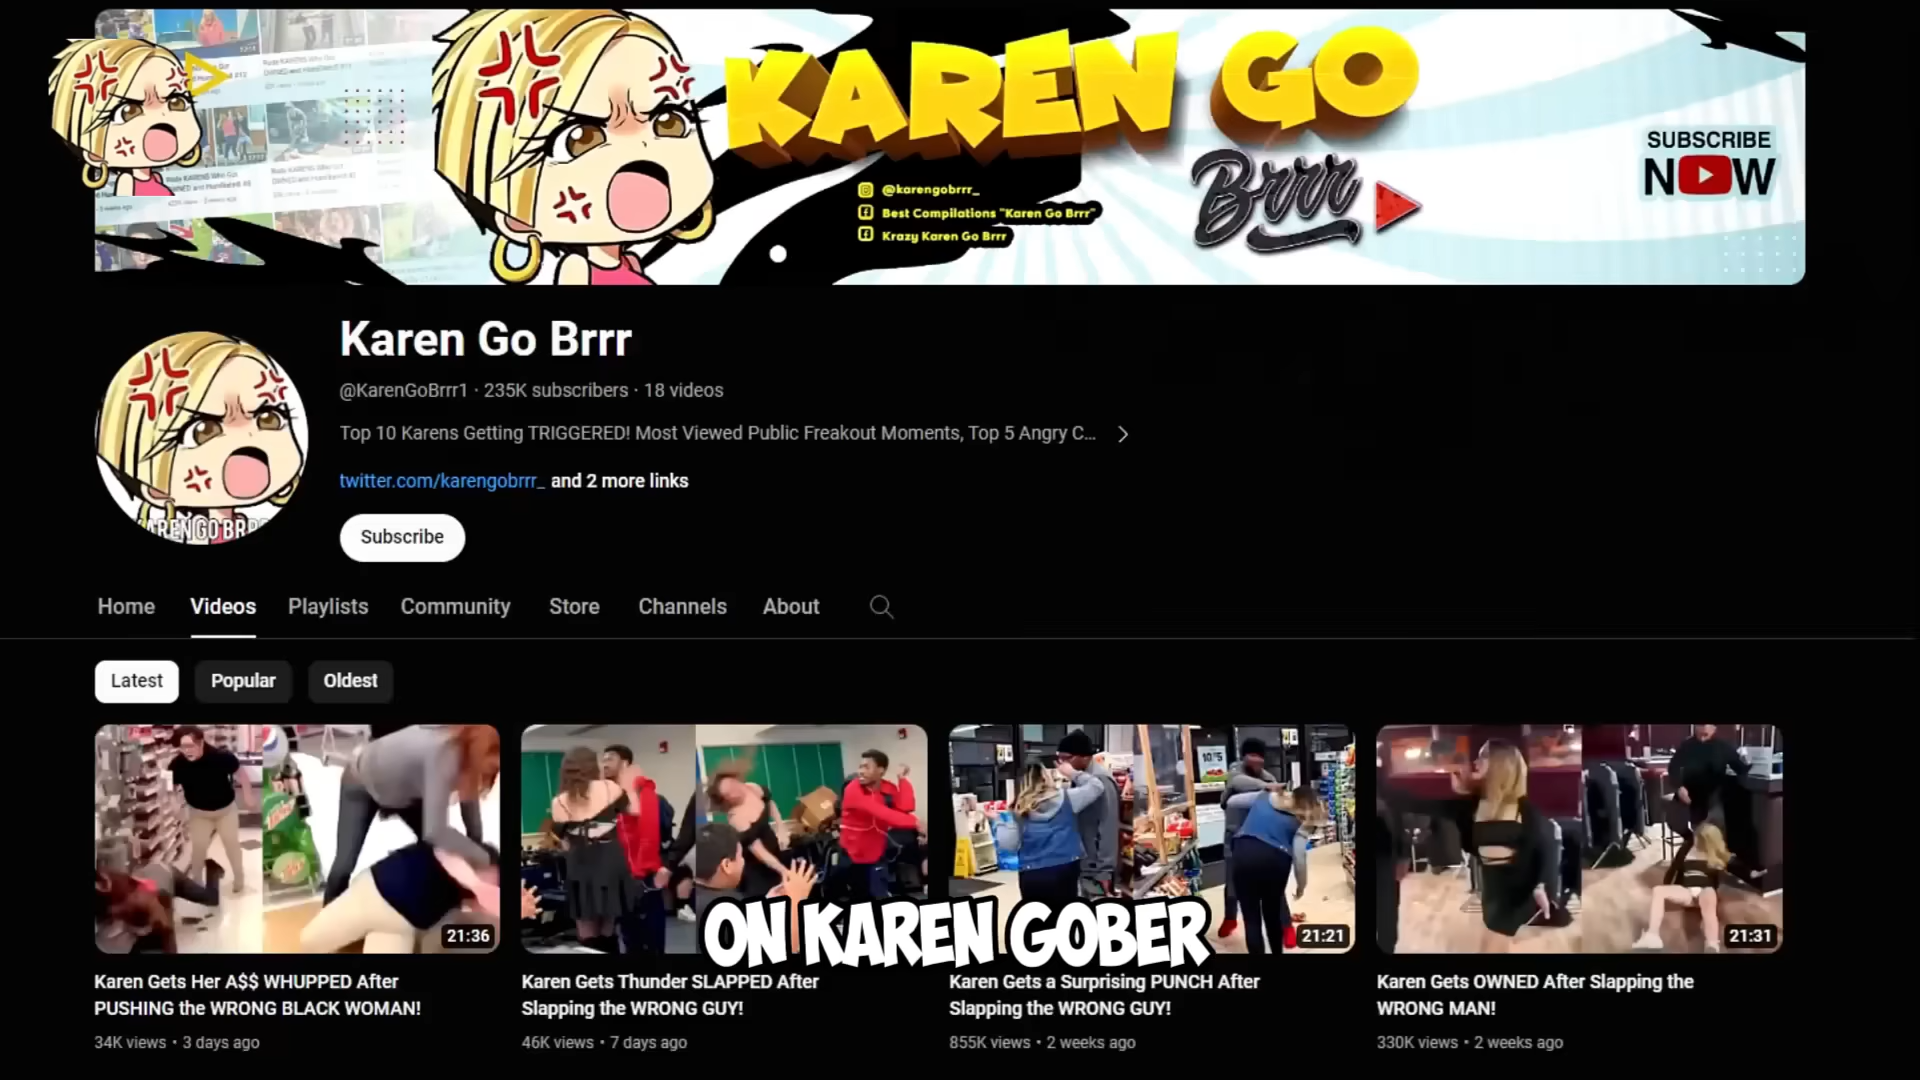 KAREN GO
Brrr
@karengobrrr_
Best Compilations "Karen Go Brrr"
Krazy Karen Go Brrr
SUBSCRIBE
NOW
KAREN GO BRRR
Karen Go Brrr
@KarenGoBrrr1 · 235K subscribers · 18 videos
Top 10 Karens Getting TRIGGERED! Most Viewed Public Freakout Moments, Top 5 Angry C...
twitter.com/karengobrrr_ and 2 more links
Subscribe
Home Videos Playlists Community Store Channels About
Latest Popular Oldest
21:36
21:21
21:31
ON KAREN GOBER
Karen Gets Her A$$ WHUPPED After
PUSHING the WRONG BLACK WOMAN!
34K views • 3 days ago
Karen Gets Thunder SLAPPED After
Slapping the WRONG GUY!
46K views • 7 days ago
Karen Gets a Surprising PUNCH After
Slapping the WRONG GUY!
855K views • 2 weeks ago
Karen Gets OWNED After Slapping the
WRONG MAN!
330K views • 2 weeks ago